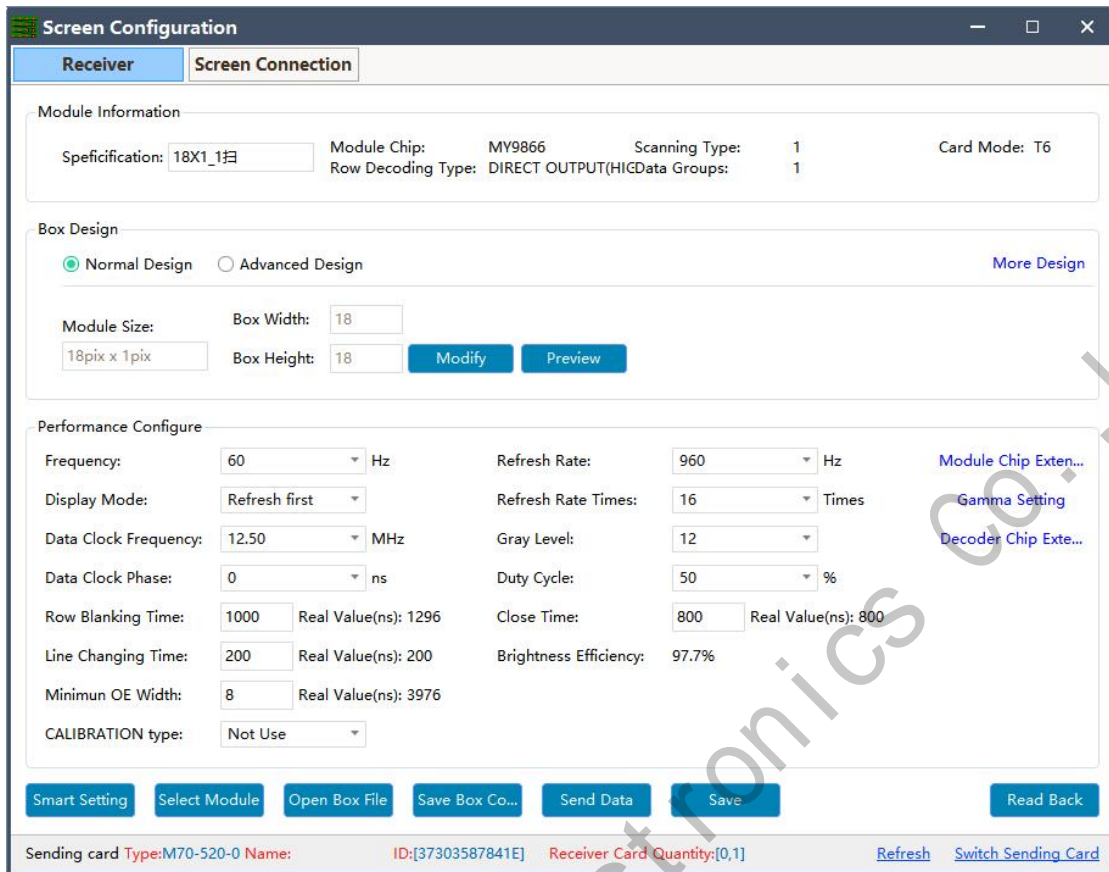 Screen Configuration
Receiver Screen Connection
Module Information
Speficification: 18X1_1扫
Module Chip: MY9866 Scanning Type: 1 Card Mode: T6
Row Decoding Type: DIRECT OUTPUT(HIGData Groups: 1
Box Design
Normal Design Advanced Design More Design
Module Size: Box Width: 18
18pix x 1pix Box Height: 18 Modify Preview
Performance Configure
Frequency: 60 Hz Refresh Rate: 960 Hz Module Chip Exten...
Display Mode: Refresh first Refresh Rate Times: 16 Times Gamma Setting
Data Clock Frequency: 12.50 MHz Gray Level: 12 Decoder Chip Exte...
Data Clock Phase: 0 ns Duty Cycle: 50 %
Row Blanking Time: 1000 Real Value(ns): 1296 Close Time: 800 Real Value(ns): 800
Line Changing Time: 200 Real Value(ns): 200 Brightness Efficiency: 97.7%
Minimun OE Width: 8 Real Value(ns): 3976
CALIBRATION type: Not Use
Smart Setting Select Module Open Box File Save Box Co... Send Data Save Read Back
Sending card Type:M70-520-0 Name: ID:[37303587841E] Receiver Card Quantity:[0,1] Refresh Switch Sending Card